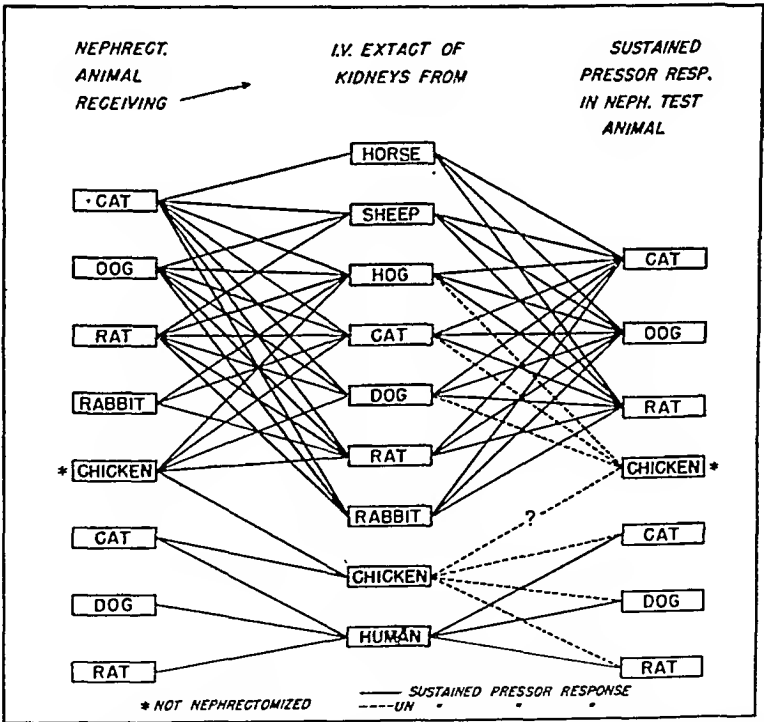 NEPHRECT.
ANIMAL
RECEIVING
I.V. EXTACT OF
KIDNEYS FROM
SUSTAINED
PRESSOR RESP.
IN NEPH. TEST
ANIMAL
CAT
DOG
RAT
RABBIT
* CHICKEN
CAT
DOG
RAT
HORSE
SHEEP
HOG
CAT
DOG
RAT
RABBIT
CHICKEN
HUMAN
CAT
DOG
RAT
CHICKEN *
?
CAT
DOG
RAT
* NOT NEPHRECTOMIZED
SUSTAINED PRESSOR RESPONSE
UN " " "